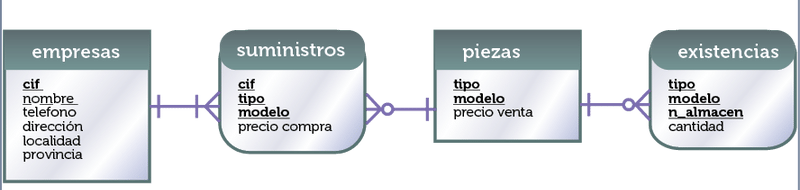 empresas
cif
nombre
telefono
dirección
localidad
provincia
suministros
cif
tipo
modelo
precio compra
piezas
tipo
modelo
precio venta
existencias
tipo
modelo
n_almacen
cantidad